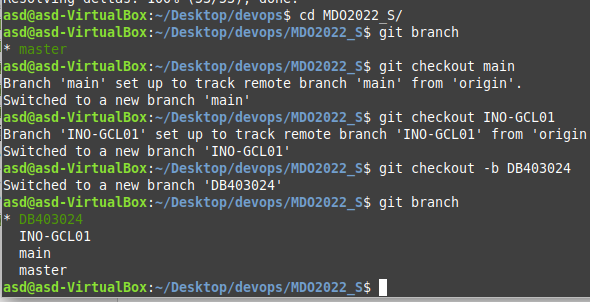 Resolving deltas: 100% (53/53), done.
asd@asd-VirtualBox:~/Desktop/devops$ cd MDO2022_S/
asd@asd-VirtualBox:~/Desktop/devops/MDO2022_S$ git branch
* master
asd@asd-VirtualBox:~/Desktop/devops/MDO2022_S$ git checkout main
Branch 'main' set up to track remote branch 'main' from 'origin'.
Switched to a new branch 'main'
asd@asd-VirtualBox:~/Desktop/devops/MDO2022_S$ git checkout INO-GCL01
Branch 'INO-GCL01' set up to track remote branch 'INO-GCL01' from 'origin
Switched to a new branch 'INO-GCL01'
asd@asd-VirtualBox:~/Desktop/devops/MDO2022_S$ git checkout -b DB403024
Switched to a new branch 'DB403024'
asd@asd-VirtualBox:~/Desktop/devops/MDO2022_S$ git branch
* DB403024
INO-GCL01
main
master
asd@asd-VirtualBox:~/Desktop/devops/MDO2022_S$